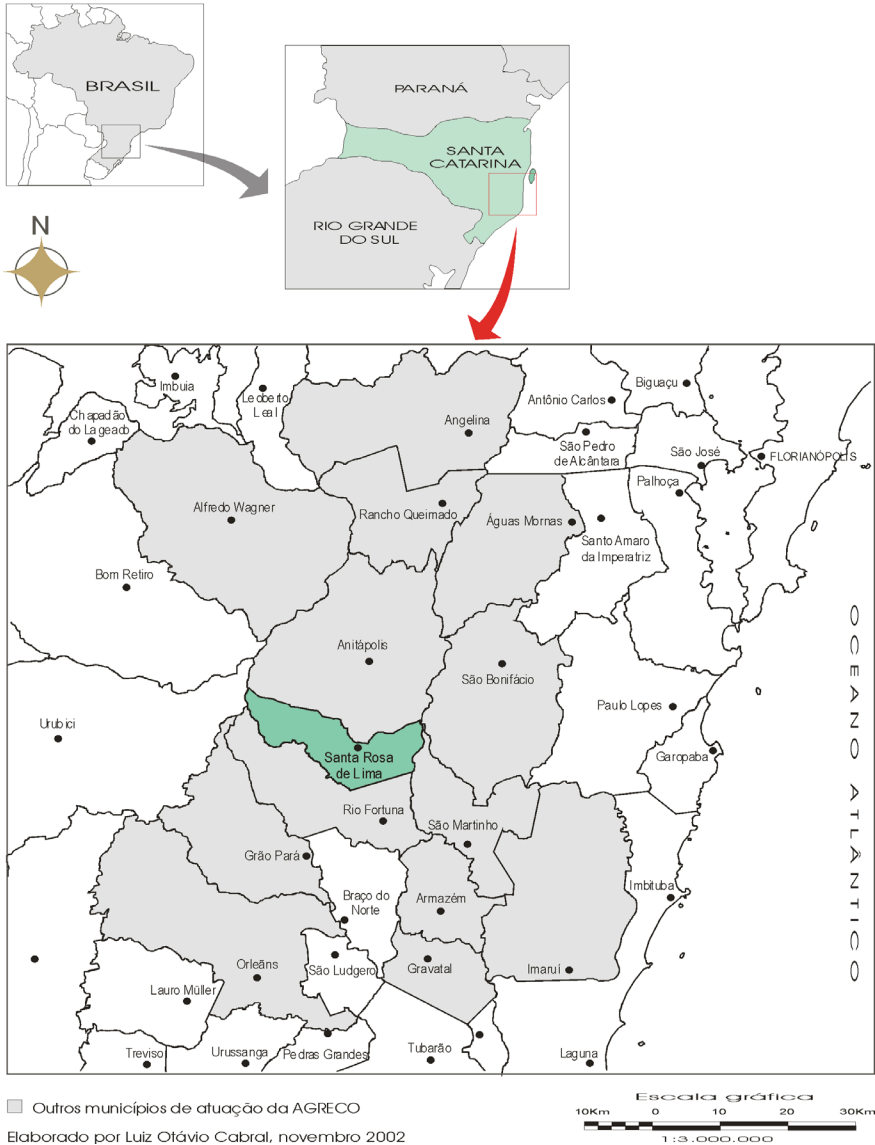 BRASIL
PARANÁ
SANTA
CATARINA
RIO GRANDE
DO SUL
N
Imbuia
Leoberto
Leal
Chapadão
do Lageado
Angelina
Antônio Carlos
Biguaçu
São Pedro
de Alcântara
São José
FLORIANÓPOLIS
Palhoça
Alfredo Wagner
Rancho Queimado
Águas Mornas
Santo Amaro
da Imperatriz
Bom Retiro
Anitápolis
São Bonifácio
Paulo Lopes
Urubici
Garopaba
Santa Rosa
de Lima
Rio Fortuna
São Martinho
Grão Pará
Braço do
Norte
Armazém
Imbituba
Orleãns
São Ludgero
Gravatal
Imaruí
Lauro Müller
Treviso
Urussanga
Pedras Grandes
Tubarão
Laguna
OCEANO ATLÂNTICO
Outros municípios de atuação da AGRECO
Elaborado por Luiz Otávio Cabral, novembro 2002
Escala gráfica
10Km 0 10 20 30Km
1:3.000.000